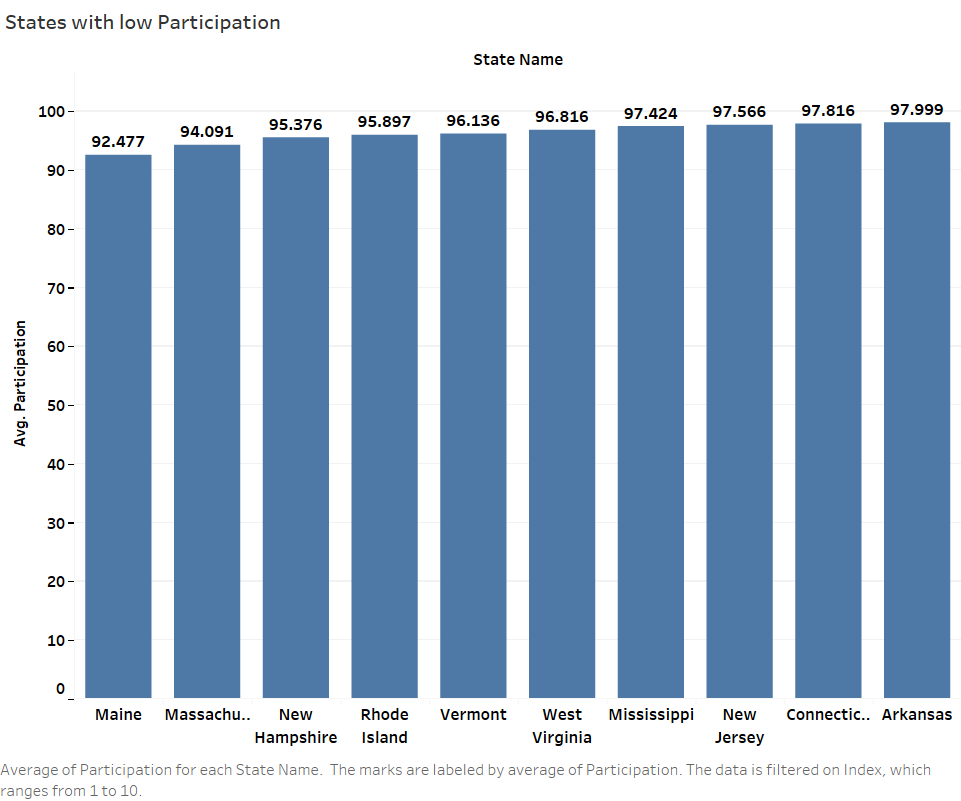 States with low Participation
State Name
Avg. Participation
100
90
80
70
60
50
40
30
20
10
0
92.477
94.091
95.376
95.897
96.136
96.816
97.424
97.566
97.816
97.999
Maine
Massachu..
New
Hampshire
Rhode
Island
Vermont
West
Virginia
Mississippi
New
Jersey
Connectic..
Arkansas
Average of Participation for each State Name.  The marks are labeled by average of Participation. The data is filtered on Index, which
ranges from 1 to 10.